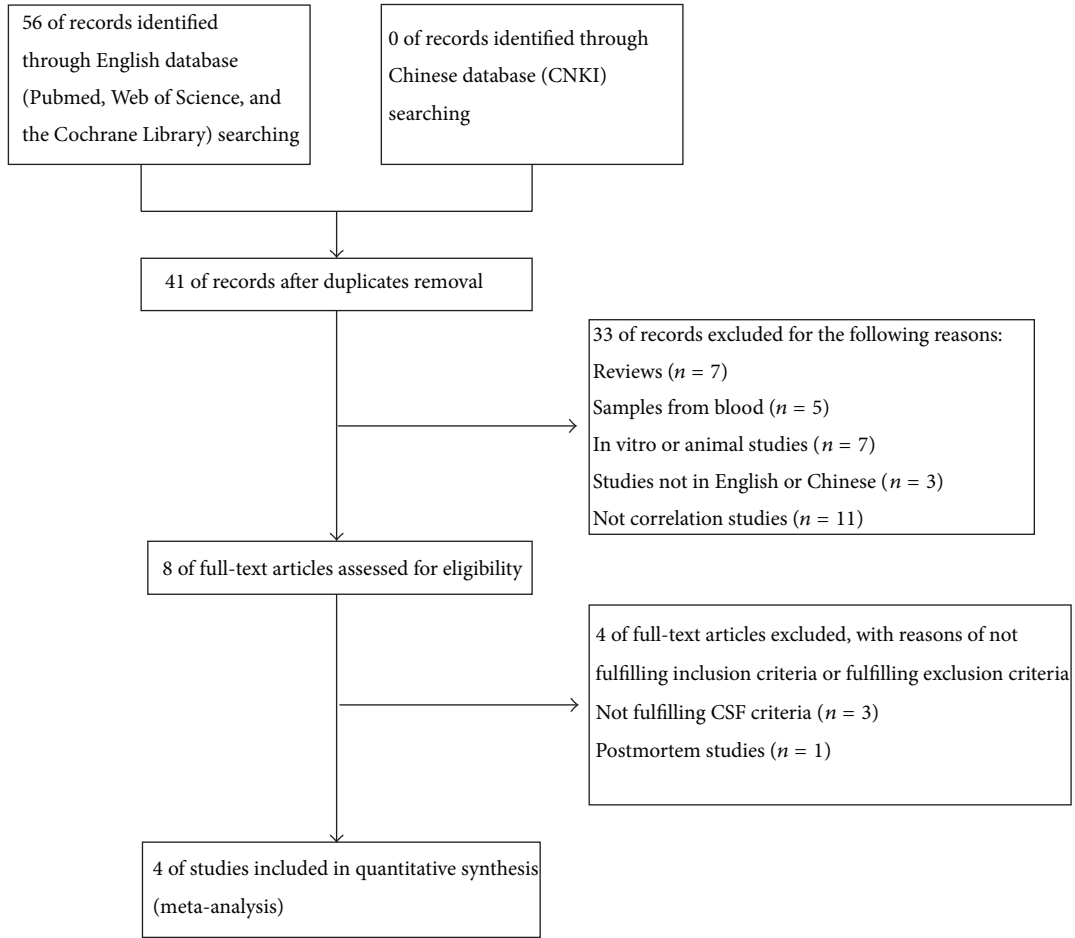 56 of records identified
through English database
(Pubmed, Web of Science, and
the Cochrane Library) searching
0 of records identified through
Chinese database (CNKI)
searching
41 of records after duplicates removal
33 of records excluded for the following reasons:
Reviews (n = 7)
Samples from blood (n = 5)
In vitro or animal studies (n = 7)
Studies not in English or Chinese (n = 3)
Not correlation studies (n = 11)
8 of full-text articles assessed for eligibility
4 of full-text articles excluded, with reasons of not
fulfilling inclusion criteria or fulfilling exclusion criteria
Not fulfilling CSF criteria (n = 3)
Postmortem studies (n = 1)
4 of studies included in quantitative synthesis
(meta-analysis)